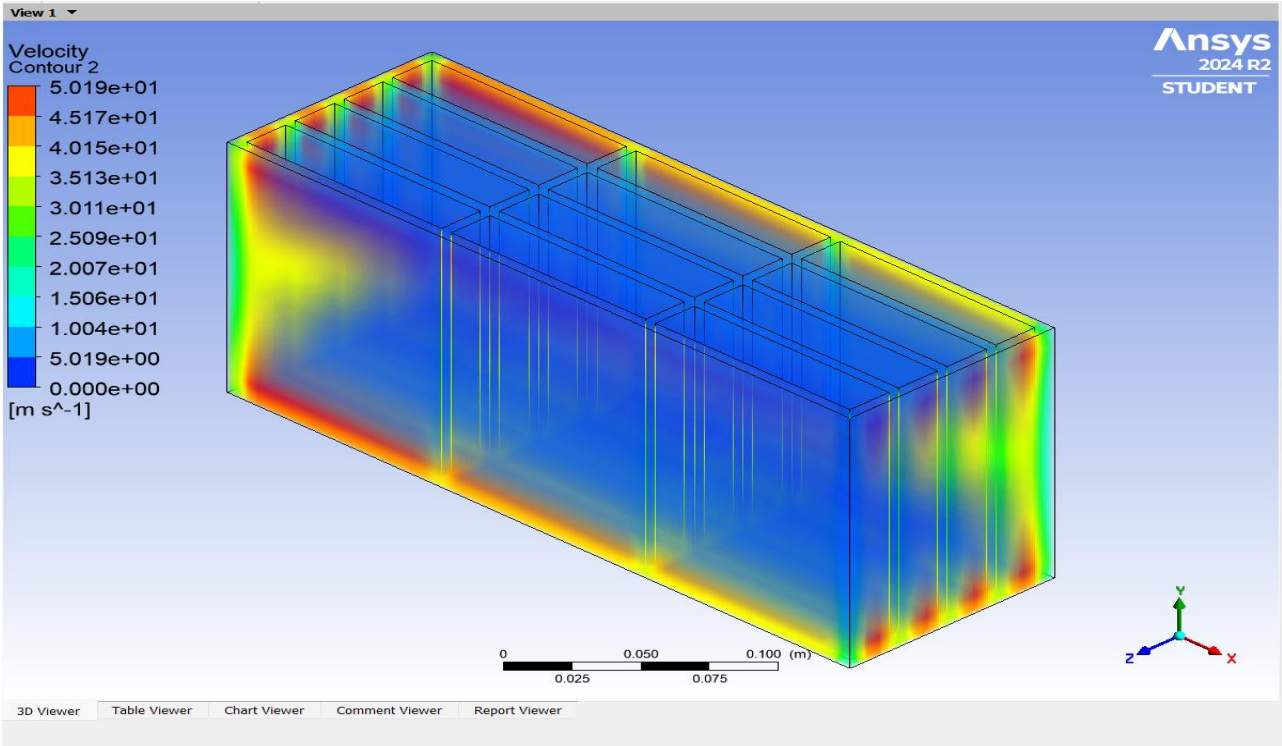 View 1
Velocity
Contour 2
5.019e+01
4.517e+01
4.015e+01
3.513e+01
3.011e+01
2.509e+01
2.007e+01
1.506e+01
1.004e+01
5.019e+00
0.000e+00
[m s^-1]
Ansys
2024 R2
STUDENT
0 0.050 0.100 (m)
0.025 0.075
Y
Z X
3D Viewer Table Viewer Chart Viewer Comment Viewer Report Viewer